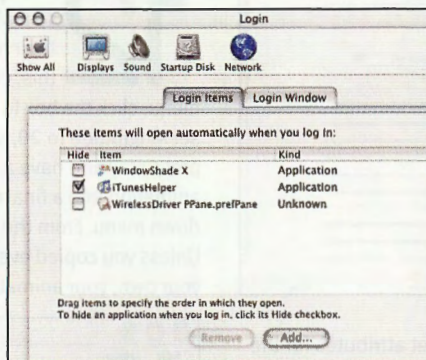 Login
Show All Displays Sound Startup Disk Network
Login Items Login Window
These items will open automatically when you log in:
Hide Item Kind
WindowShade X Application
iTunesHelper Application
WirelessDriver PPane.prefPane Unknown
Drag items to specify the order in which they open.
To hide an application when you log in, click its Hide checkbox.
Remove Add...